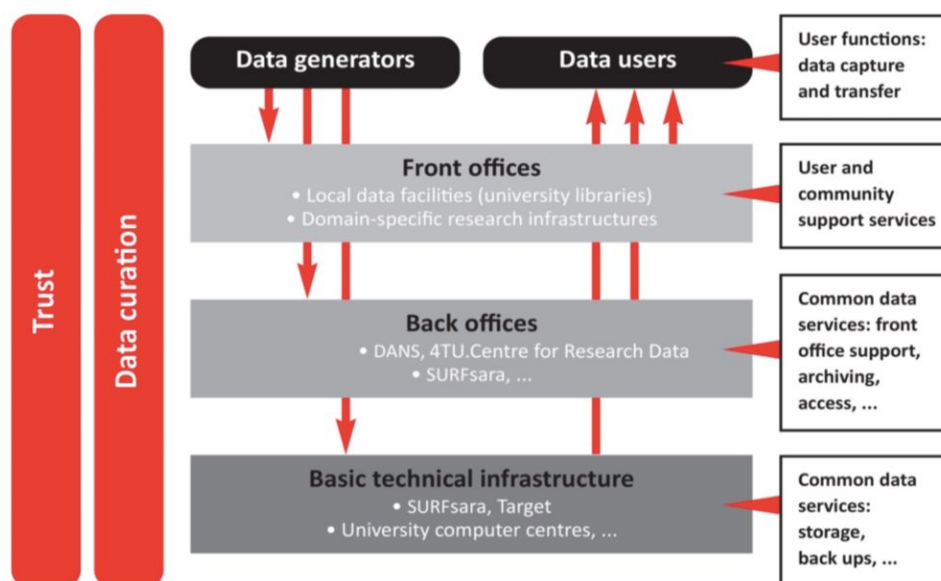 Trust
Data curation
Data generators
Data users
User functions:
data capture
and transfer
Front offices
• Local data facilities (university libraries)
• Domain-specific research infrastructures
User and
community
support services
Back offices
• DANS, 4TU.Centre for Research Data
• SURFsara, ...
Common data
services: front
office support,
archiving,
access, ...
Basic technical infrastructure
• SURFsara, Target
• University computer centres, ...
Common data
services:
storage,
back ups, ...